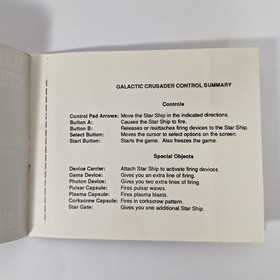 GALACTIC CRUSADER CONTROL SUMMARY
Controls
Control Pad Arrows: Move the Star Ship in the indicated directions.
Button A: Causes the Star Ship to fire.
Button B: Releases or reattaches firing devices to the Star Ship.
Select Button: Moves the cursor to select options on the screen.
Start Button: Starts the game. Also freezes the game.
Special Objects
Device Carrier: Attach Star Ship to activate firing devices.
Game Device: Gives you an extra line of firing.
Photon Device: Gives you two extra lines of firing.
Pulsar Capsule: Fires pulsar waves.
Plasma Capsule: Fires plasma blasts.
Corkscrew Capsule: Fires in corkscrew pattern.
Star Gate: Gives you one additional Star Ship.